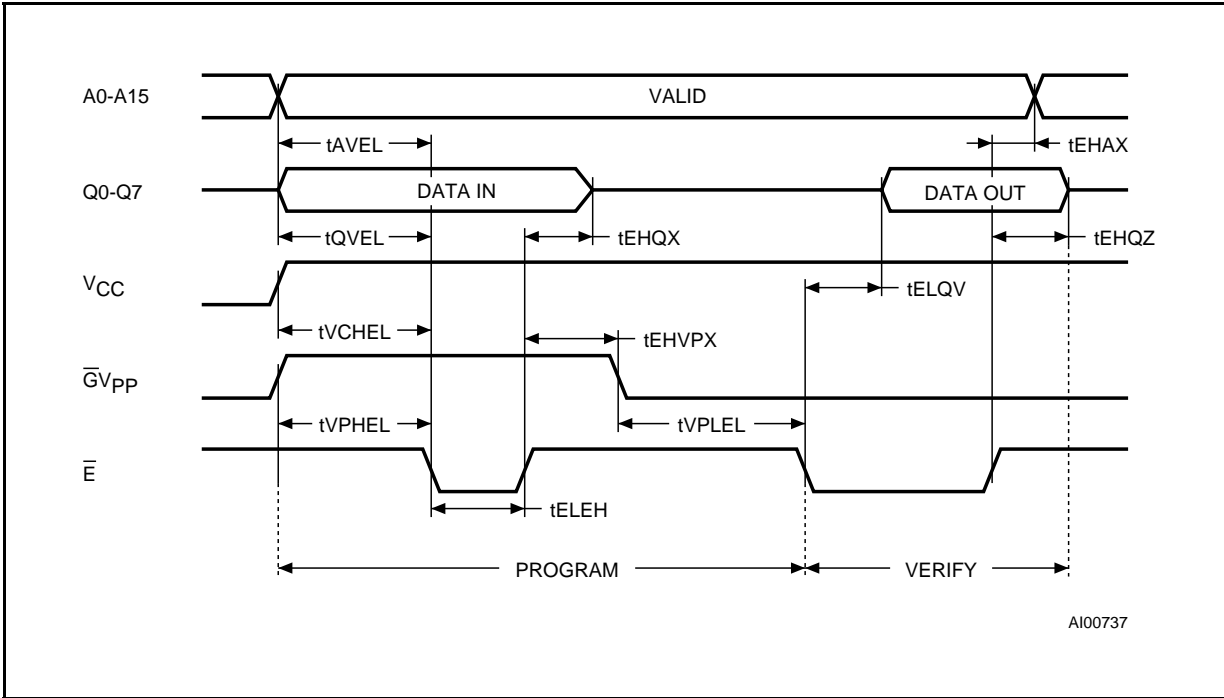 A0-A15
VALID
tAVEL
tEHAX
Q0-Q7
DATA IN
DATA OUT
tQVEL
tEHQX
tEHQZ
VCC
tELQV
tVCHEL
tEHVPX
G̅VPP
tVPHEL
tVPLEL
E̅
tELEH
PROGRAM
VERIFY
AI00737